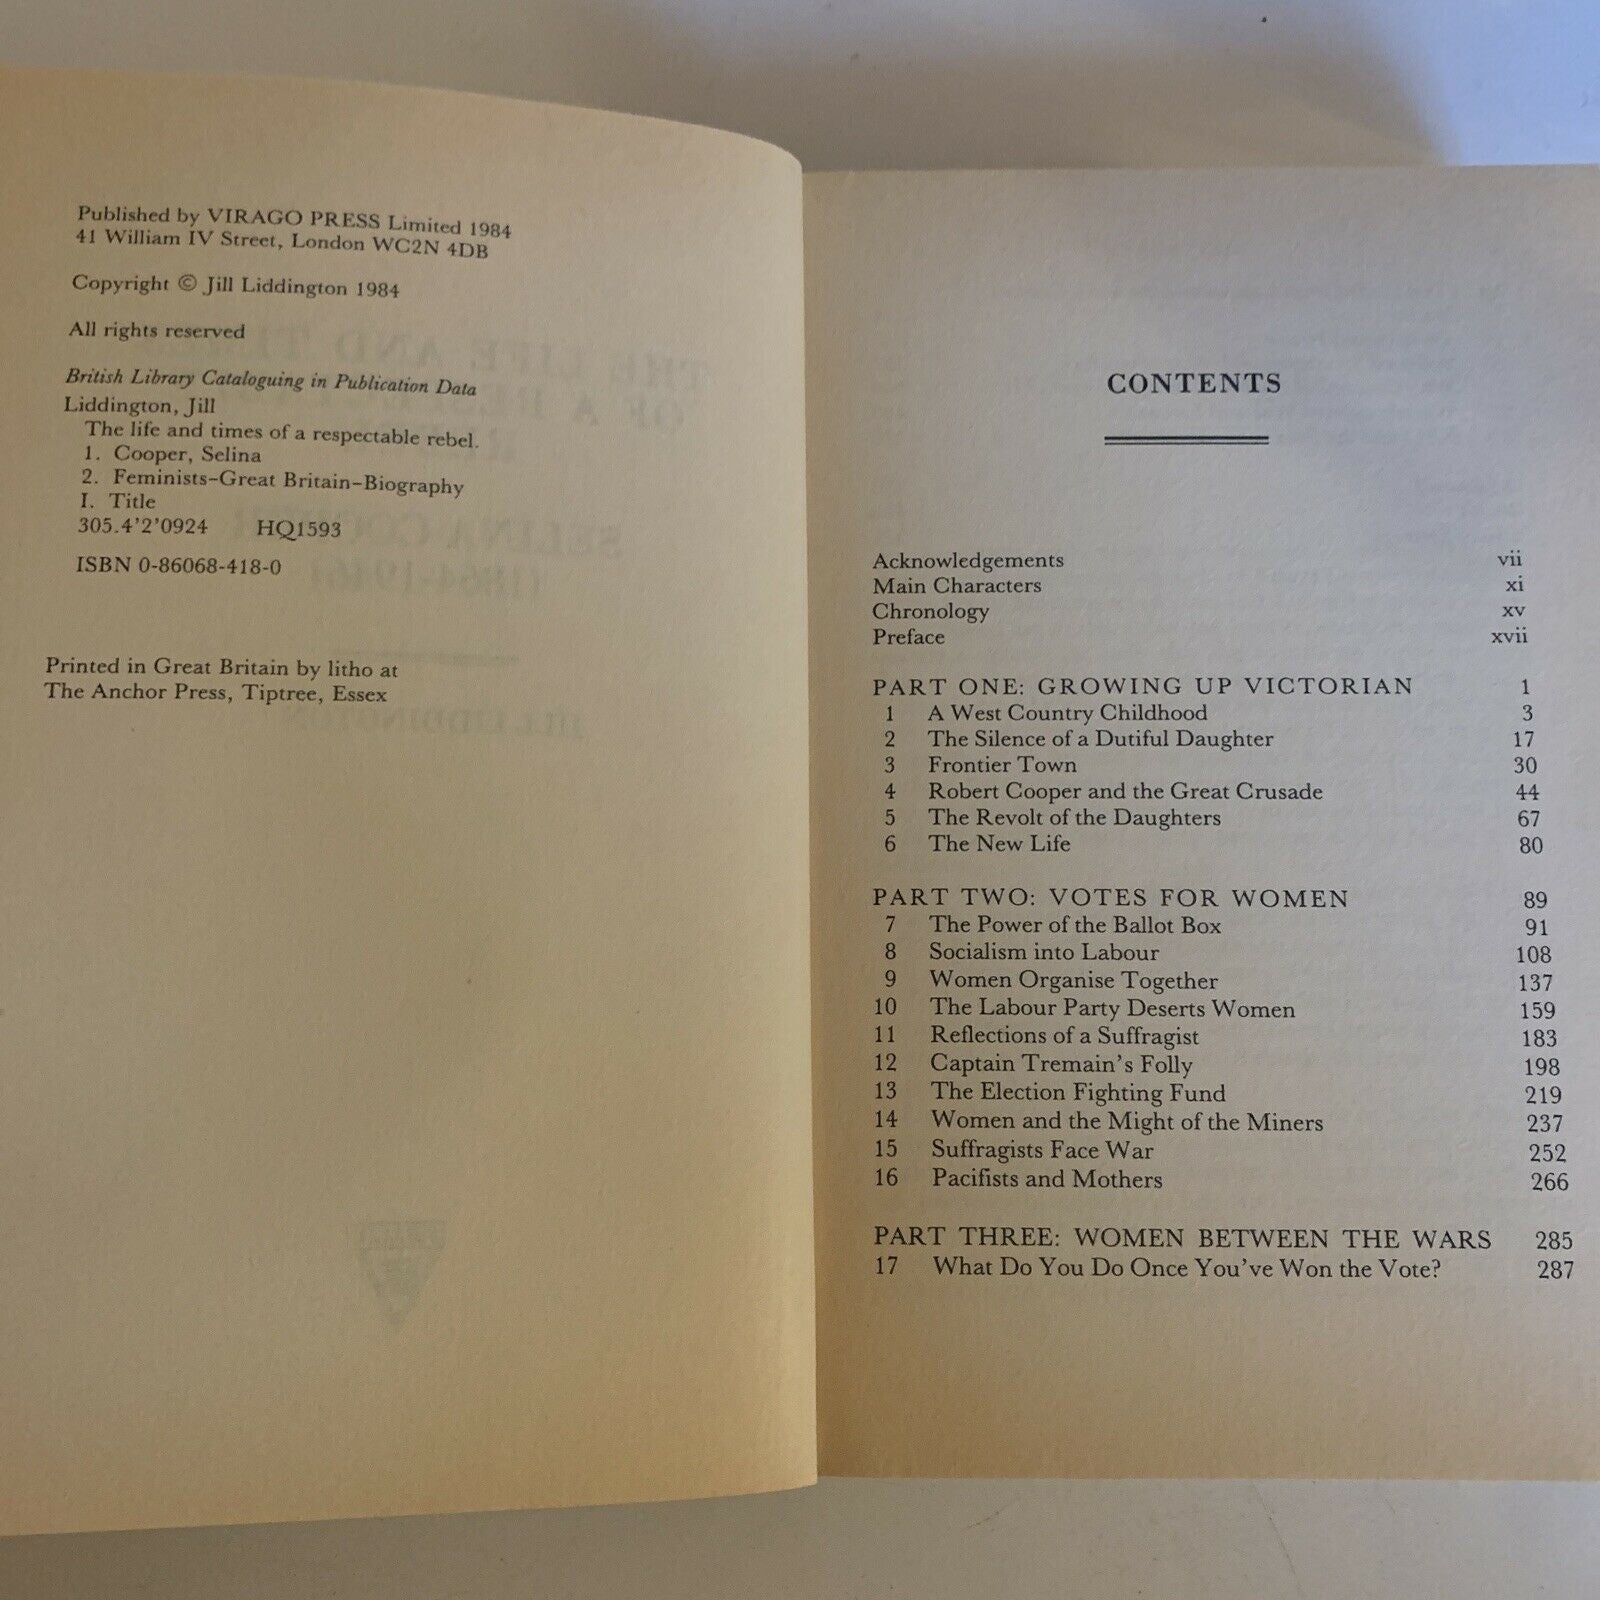 Published by VIRAGO PRESS Limited 1984
41 William IV Street, London WC2N 4DB
Copyright © Jill Liddington 1984
All rights reserved
British Library Cataloguing in Publication Data
Liddington, Jill
The life and times of a respectable rebel.
1. Cooper, Selina
2. Feminists–Great Britain–Biography
I. Title
305.4'2'0924 HQ1593
ISBN 0-86068-418-0
Printed in Great Britain by litho at
The Anchor Press, Tiptree, Essex
CONTENTS
Acknowledgements vii
Main Characters xi
Chronology xv
Preface xvii
PART ONE: GROWING UP VICTORIAN 1
1 A West Country Childhood 3
2 The Silence of a Dutiful Daughter 17
3 Frontier Town 30
4 Robert Cooper and the Great Crusade 44
5 The Revolt of the Daughters 67
6 The New Life 80
PART TWO: VOTES FOR WOMEN 89
7 The Power of the Ballot Box 91
8 Socialism into Labour 108
9 Women Organise Together 137
10 The Labour Party Deserts Women 159
11 Reflections of a Suffragist 183
12 Captain Tremain's Folly 198
13 The Election Fighting Fund 219
14 Women and the Might of the Miners 237
15 Suffragists Face War 252
16 Pacifists and Mothers 266
PART THREE: WOMEN BETWEEN THE WARS 285
17 What Do You Do Once You've Won the Vote? 287